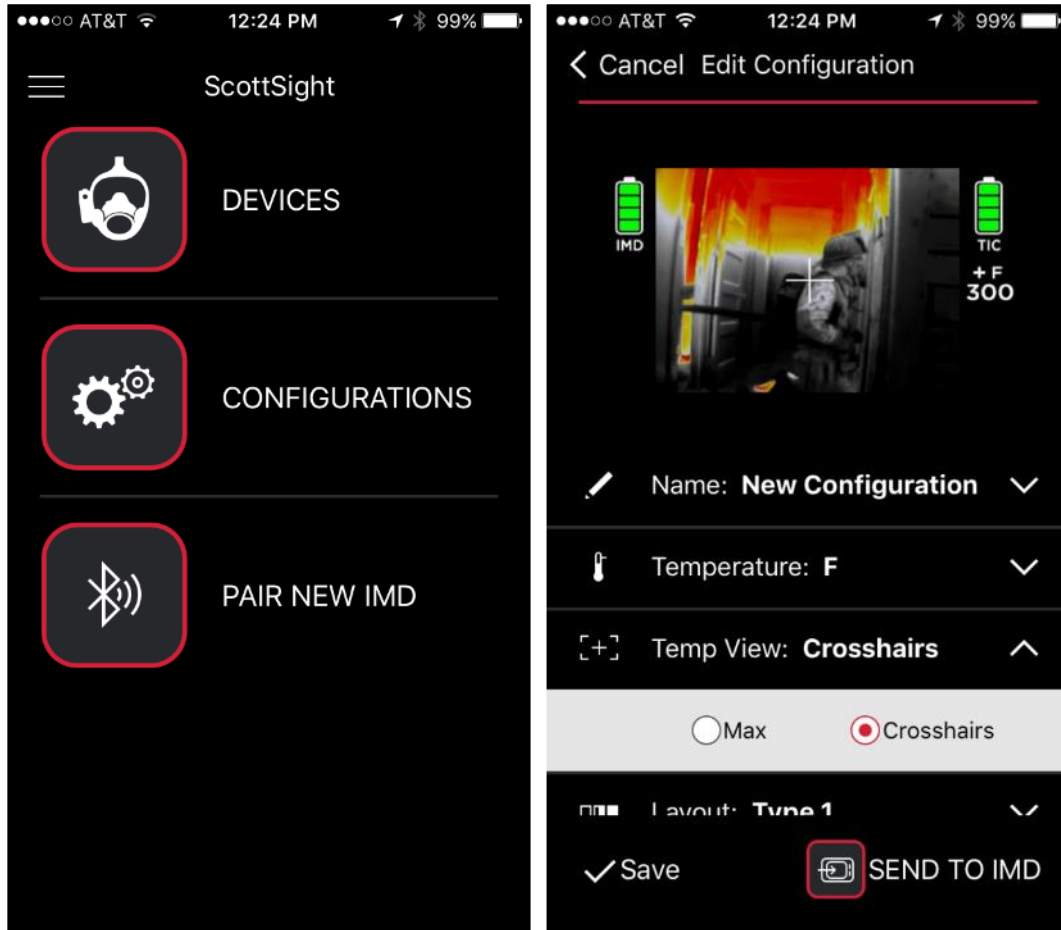 AT&T 12:24 PM 99%
ScottSight
DEVICES
CONFIGURATIONS
PAIR NEW IMD
AT&T 12:24 PM 99%
Cancel Edit Configuration
IMD
TIC
+ F
300
Name: New Configuration
Temperature: F
Temp View: Crosshairs
Max Crosshairs
Layout: Type 1
Save SEND TO IMD